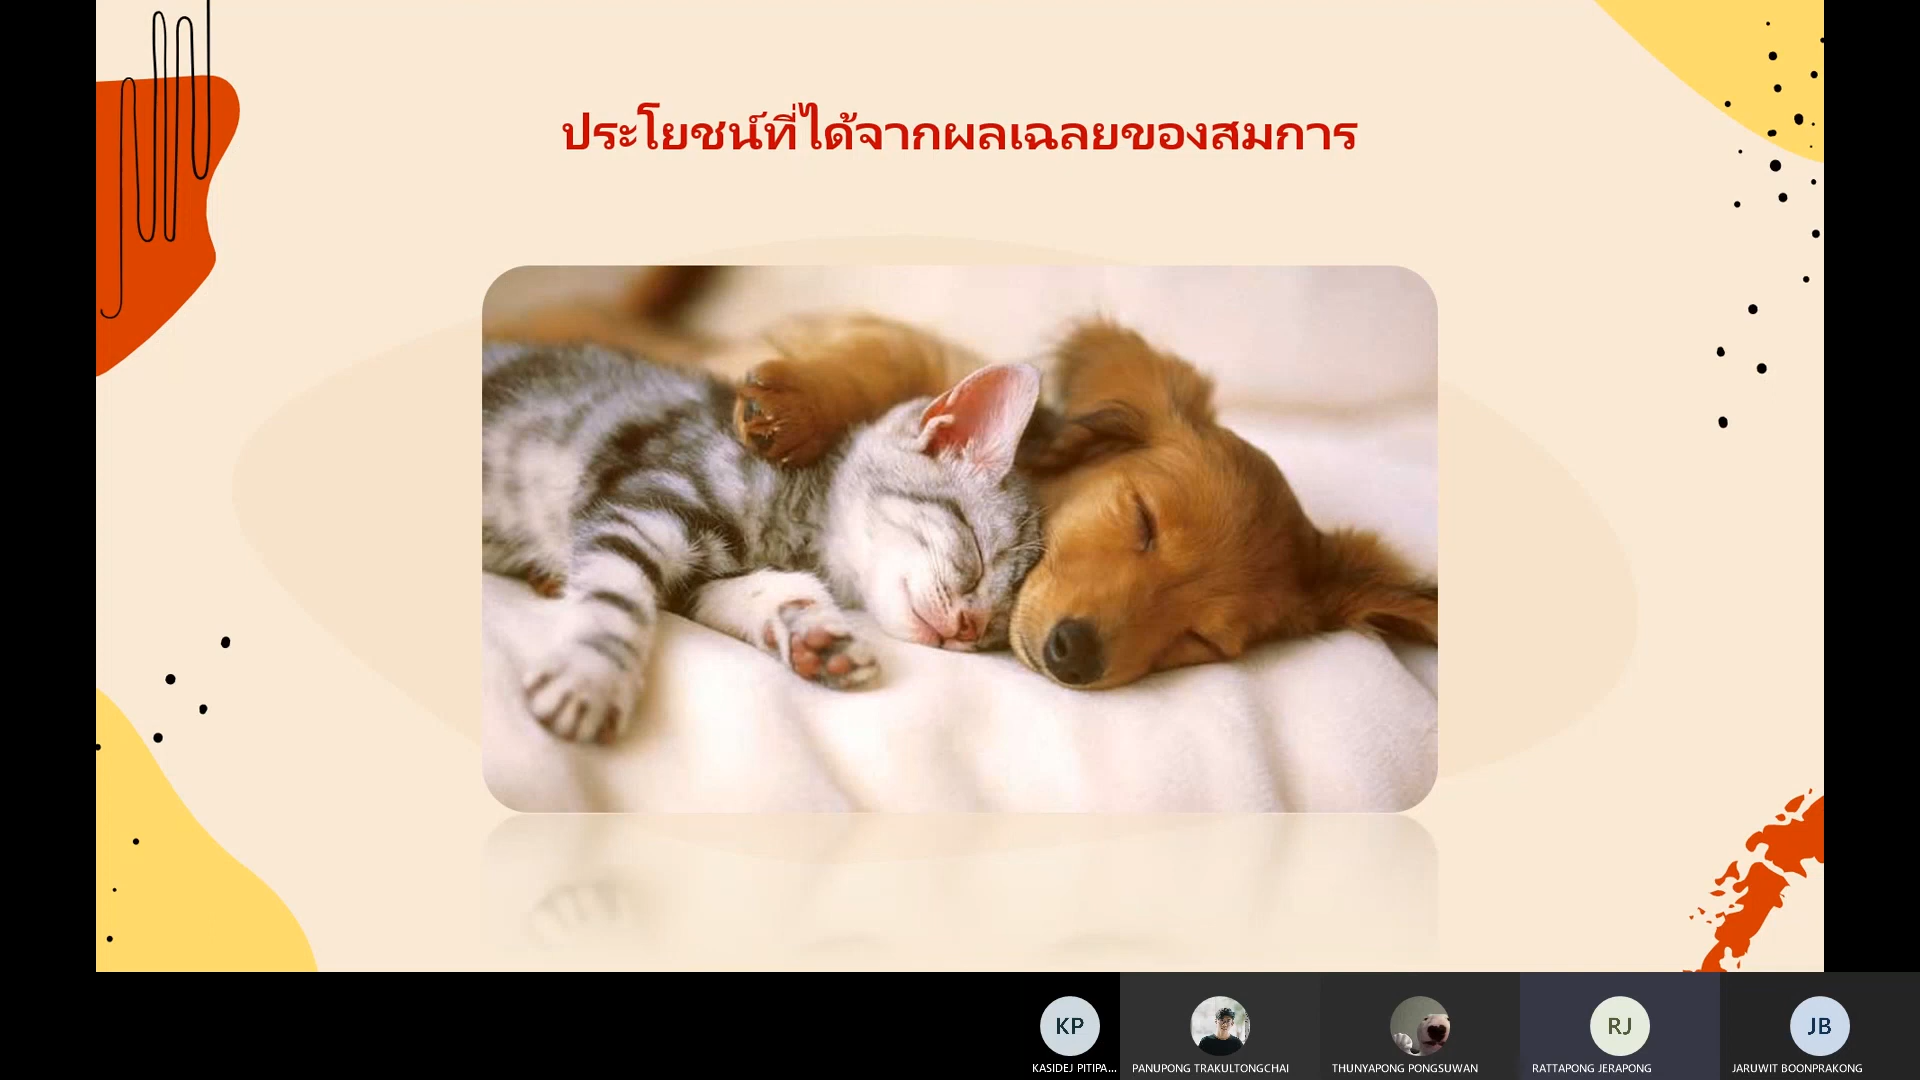 ประโยชน์ที่ได้จากผลเฉลยของสมการ
KP
RJ
JB
KASIDEJ PITIPA...
PANUPONG TRAKULTONGCHAI
THUNYAPONG PONGSUWAN
RATTAPONG JERAPONG
JARUWIT BOONPRAKONG